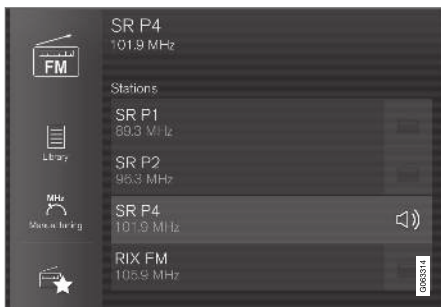 SR P4
101.9 MHz
FM
Stations
SR P1
89.3 MHz
Library
SR P2
96.3 MHz
MHz
Manual tuning
SR P4
101.9 MHz
RIX FM
105.9 MHz
G063314